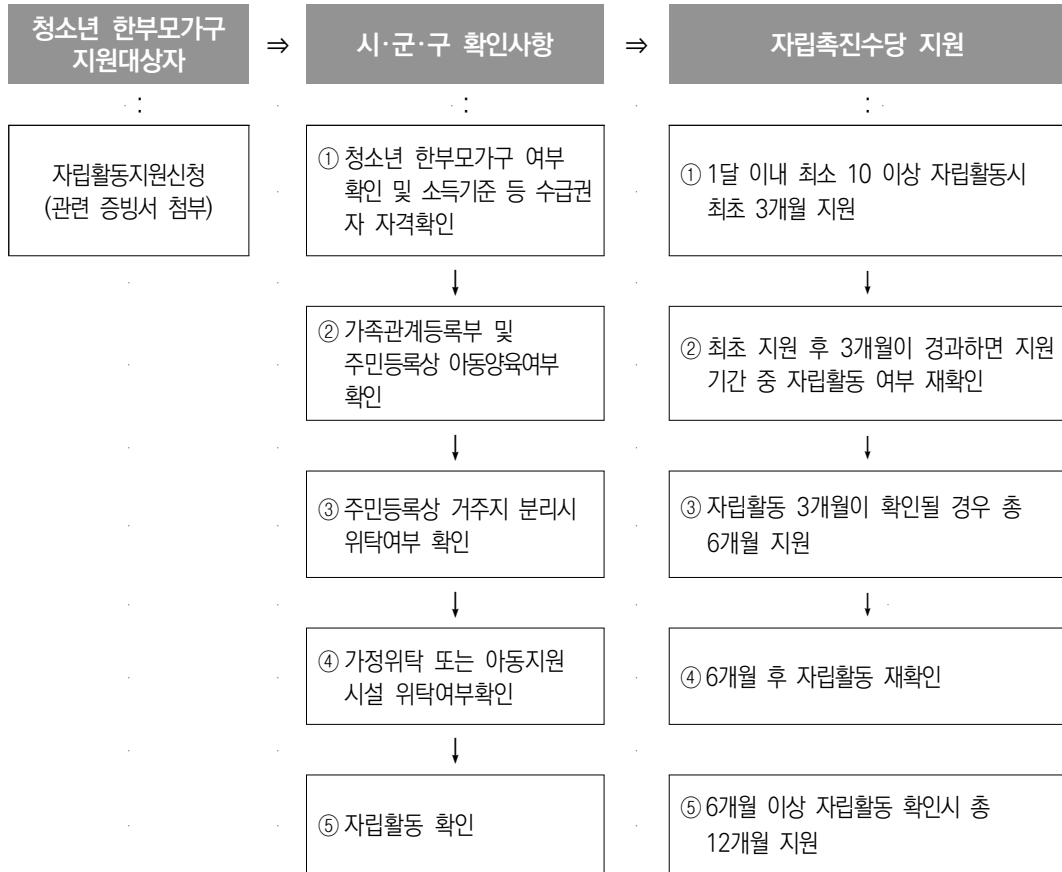 청소년 한부모가구
지원대상자
⇒
시·군·구 확인사항
⇒
자립촉진수당 지원
:
:
:
자립활동지원신청
(관련 증빙서 첨부)
① 청소년 한부모가구 여부
확인 및 소득기준 등 수급권
자 자격확인
↓
② 가족관계등록부 및
주민등록상 아동양육여부
확인
↓
③ 주민등록상 거주지 분리시
위탁여부 확인
↓
④ 가정위탁 또는 아동지원
시설 위탁여부확인
↓
⑤ 자립활동 확인
① 1달 이내 최소 10 이상 자립활동시
최초 3개월 지원
↓
② 최초 지원 후 3개월이 경과하면 지원
기간 중 자립활동 여부 재확인
↓
③ 자립활동 3개월이 확인될 경우 총
6개월 지원
↓
④ 6개월 후 자립활동 재확인
⑤ 6개월 이상 자립활동 확인시 총
12개월 지원